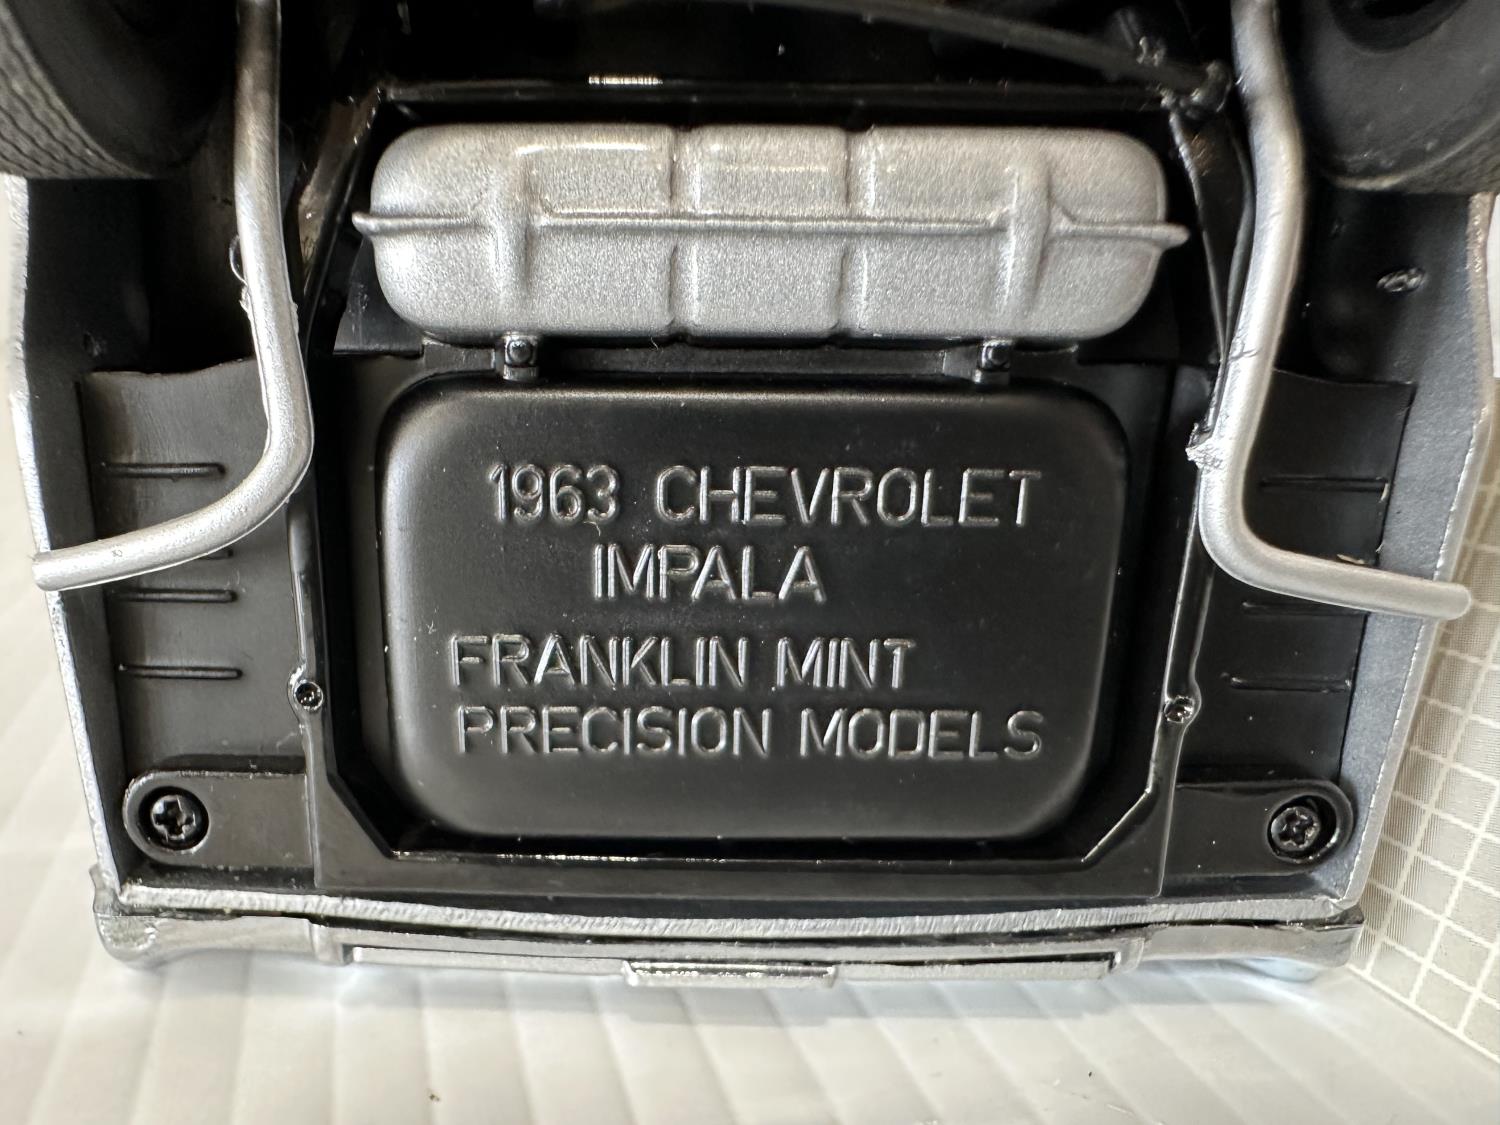 1963 CHEVROLET
IMPALA
FRANKLIN MINT
PRECISION MODELS